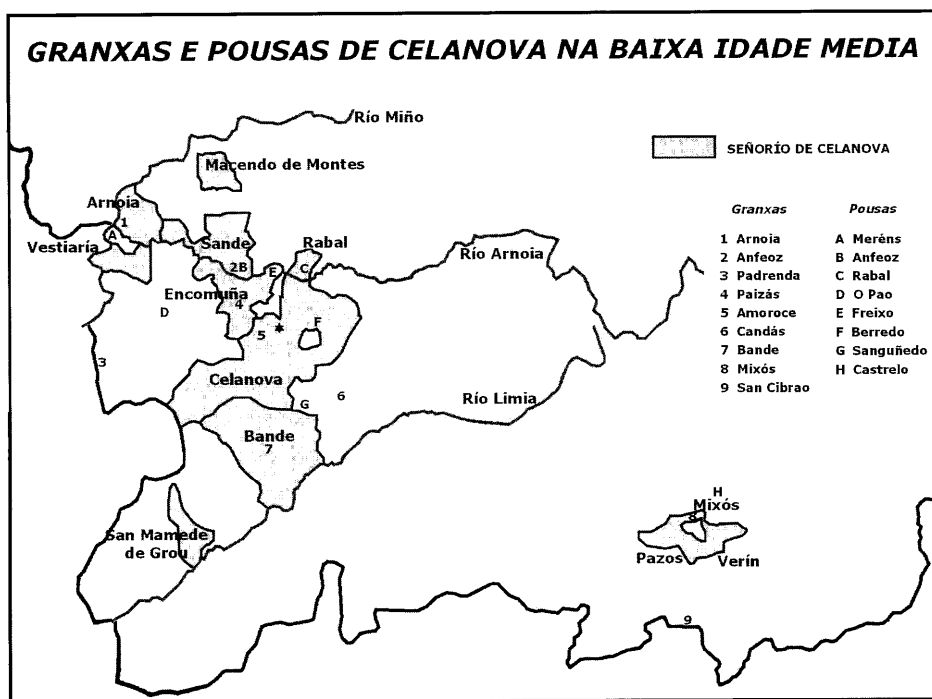 GRANXAS E POUSAS DE CELANOVA NA BAIXA IDADE MEDIA
Río Miño
Macendo de Montes
SEÑORÍO DE CELANOVA
Arnoia
1
A
Vestiaría
Sande
Rabal
Río Arnoia
2B
E
C
Encomuña
4
D
5
*
F
3
Celanova
6
G
Río Limia
Bande
7
H
Mixós
8
San Mamede
de Grou
Pazos
Verín
9
Granxas Pousas
1 Arnoia A Meréns
2 Anfeoz B Anfeoz
3 Padrenda C Rabal
4 Paizás D O Pao
5 Amoroce E Freixo
6 Candás F Berredo
7 Bande G Sanguñedo
8 Mixós H Castrelo
9 San Cibrao